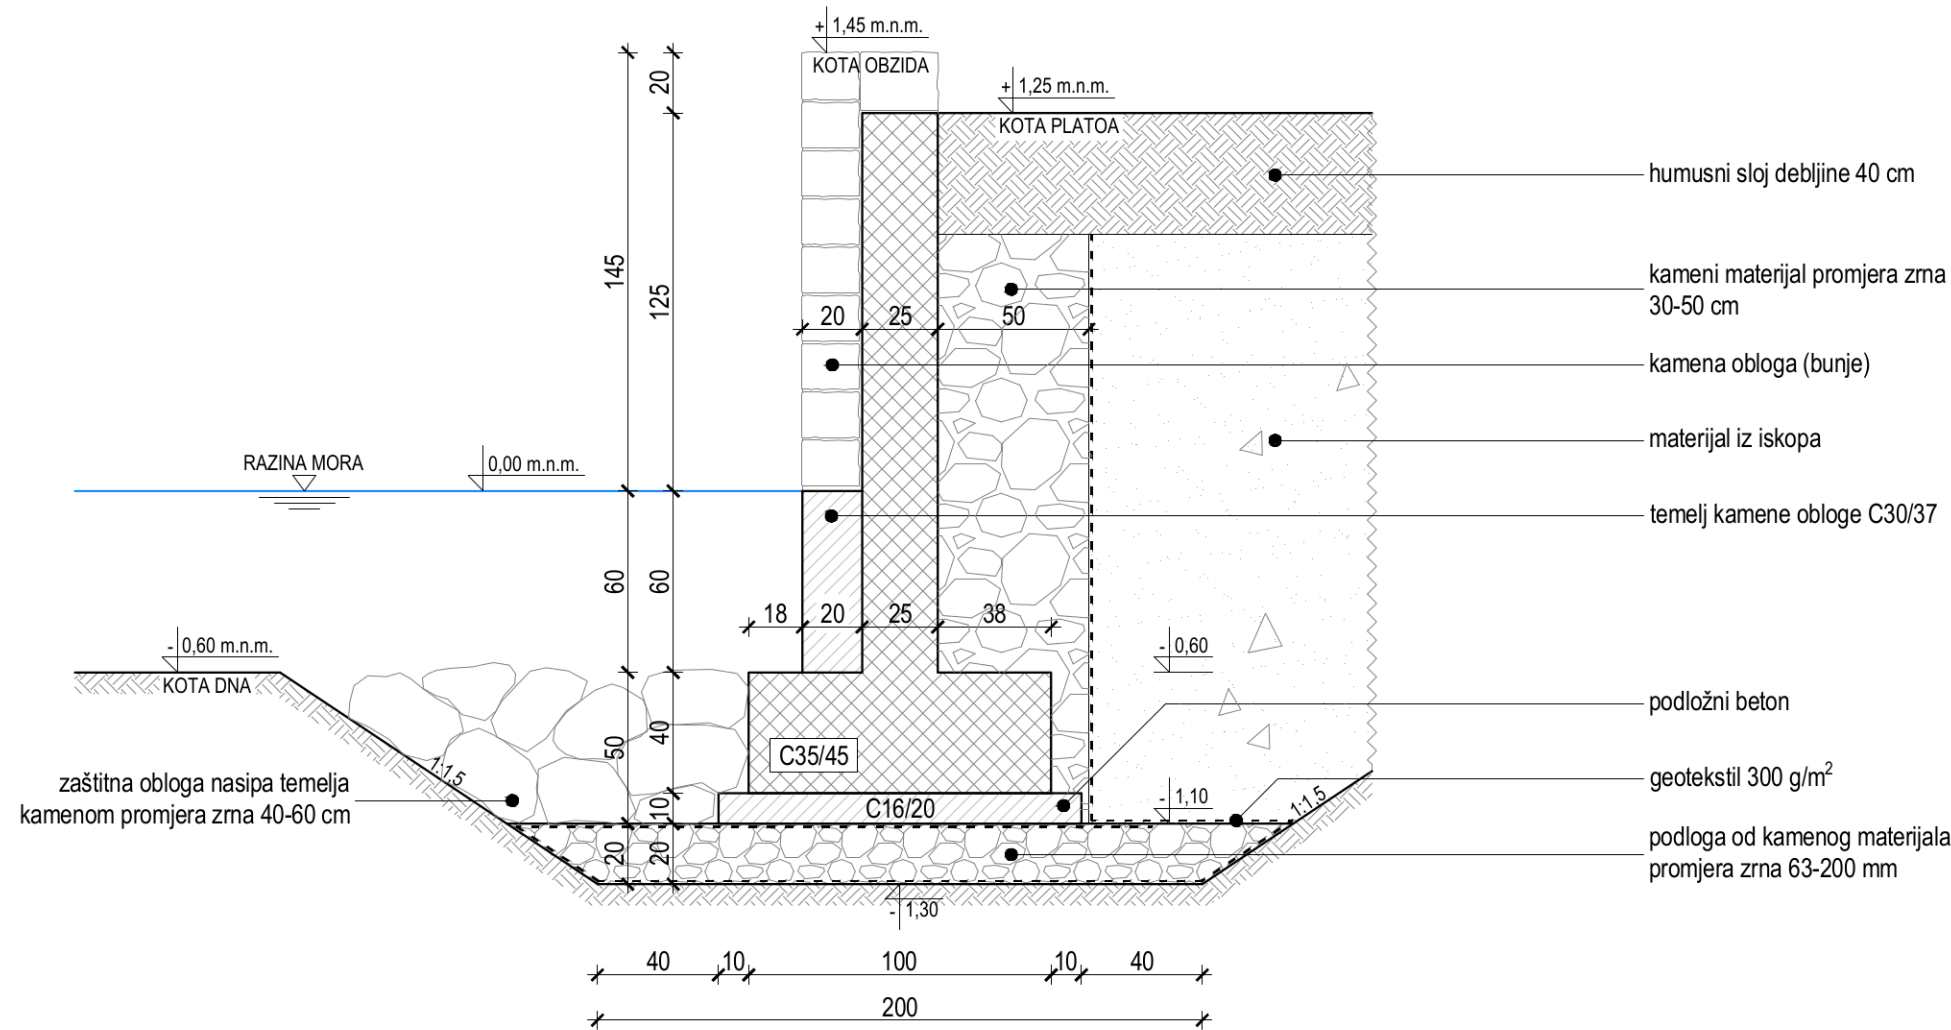 + 1,45 m.n.m.
KOTA OBZIDA
20
+ 1,25 m.n.m.
KOTA PLATOA
humusni sloj debljine 40 cm
145
125
kameni materijal promjera zrna
30-50 cm
20 25 50
kamena obloga (bunje)
materijal iz iskopa
RAZINA MORA
0,00 m.n.m.
temelj kamene obloge C30/37
60 60
18 20 25 38
- 0,60 m.n.m.
KOTA DNA
- 0,60
podložni beton
50 40
C35/45
1:1,5
zaštitna obloga nasipa temelja
kamenom promjera zrna 40-60 cm
geotekstil 300 g/m²
10
C16/20
- 1,10
1:1,5
20 20
podloga od kamenog materijala
promjera zrna 63-200 mm
- 1,30
40 10 100 10 40
200